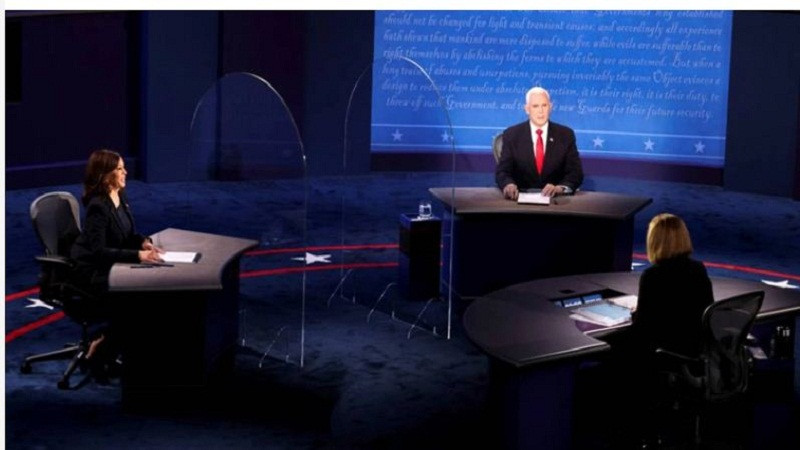 should not be changed for light and transient causes; and accordingly all experience
hath shewn that mankind are more disposed to suffer, while evils are sufferable than to
right themselves by abolishing the forms to which they are accustomed. But when a
long train of abuses and usurpations, pursuing invariably the same Object evinces a
design to reduce them under absolute Despotism, it is their right, it is their duty, to
throw off such Government, and to new Guards for their future security.